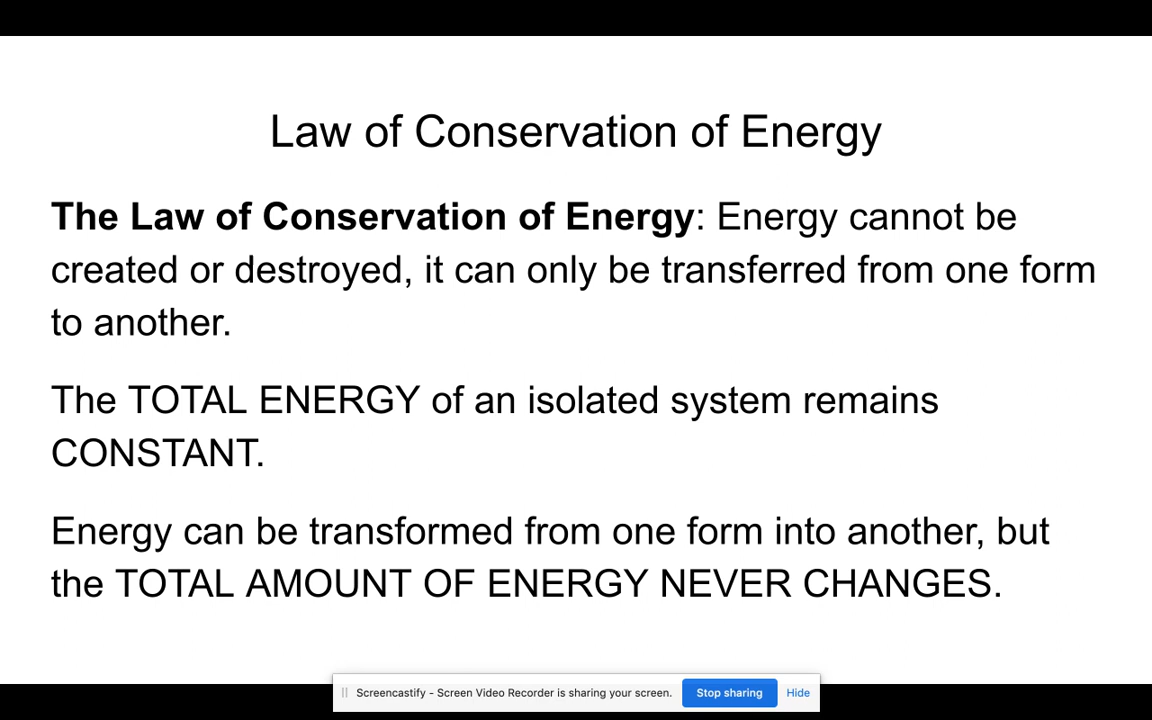 Law of Conservation of Energy
The Law of Conservation of Energy: Energy cannot be
created or destroyed, it can only be transferred from one form
to another.
The TOTAL ENERGY of an isolated system remains
CONSTANT.
Energy can be transformed from one form into another, but
the TOTAL AMOUNT OF ENERGY NEVER CHANGES.
Screencastify - Screen Video Recorder is sharing your screen. Stop sharing Hide